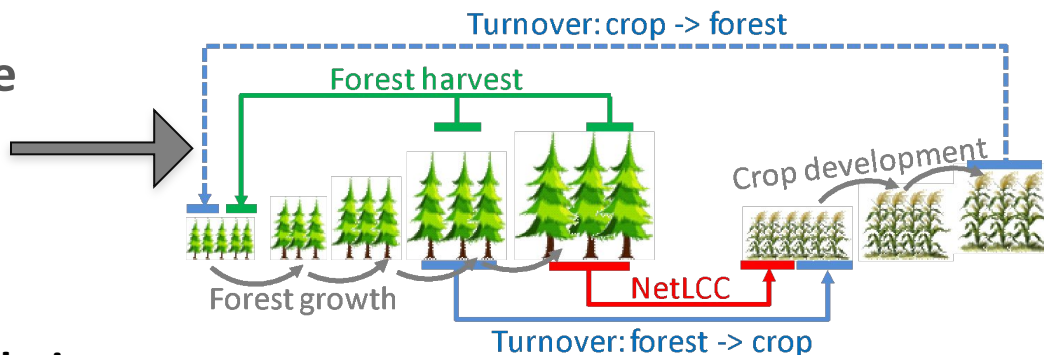 Turnover: crop -> forest
e
Forest harvest
Crop development
Forest growth
NetLCC
Turnover: forest -> crop